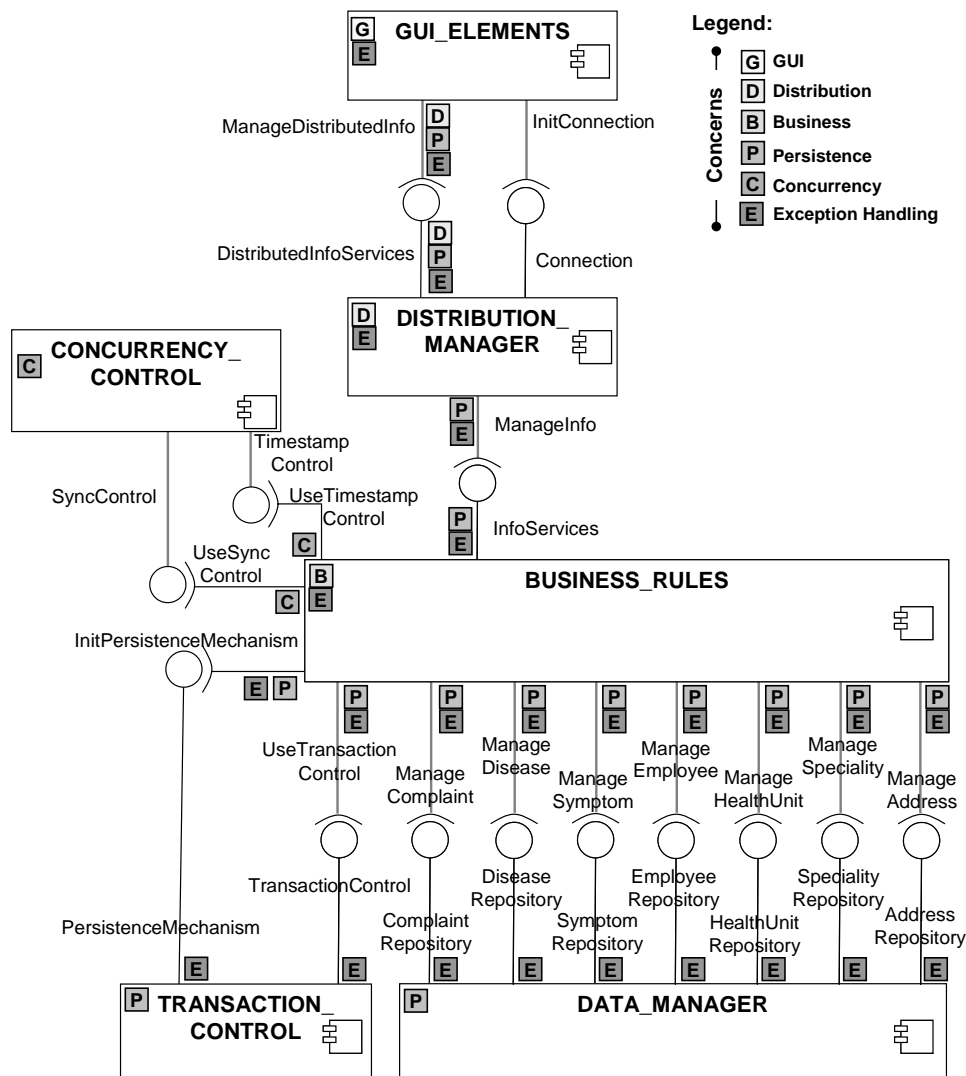 Legend:
Concerns
G GUI
D Distribution
B Business
P Persistence
C Concurrency
E Exception Handling
G
E
GUI_ELEMENTS
ManageDistributedInfo
D
P
E
InitConnection
DistributedInfoServices
D
P
E
Connection
D
E
DISTRIBUTION_
MANAGER
C
CONCURRENCY_
CONTROL
P
E
ManageInfo
Timestamp
Control
SyncControl
UseTimestamp
Control
P
E
InfoServices
C
UseSync
Control
C
B
E
BUSINESS_RULES
InitPersistenceMechanism
E P
P
E
P
E
P
E
P
E
P
E
P
E
P
E
P
E
UseTransaction
Control
Manage
Complaint
Manage
Disease
Manage
Symptom
Manage
Employee
Manage
HealthUnit
Manage
Speciality
Manage
Address
TransactionControl
Complaint
Repository
Disease
Repository
Symptom
Repository
Employee
Repository
HealthUnit
Repository
Speciality
Repository
Address
Repository
PersistenceMechanism
E
E
E
E
E
E
E
E
E
P
TRANSACTION_
CONTROL
P
DATA_MANAGER